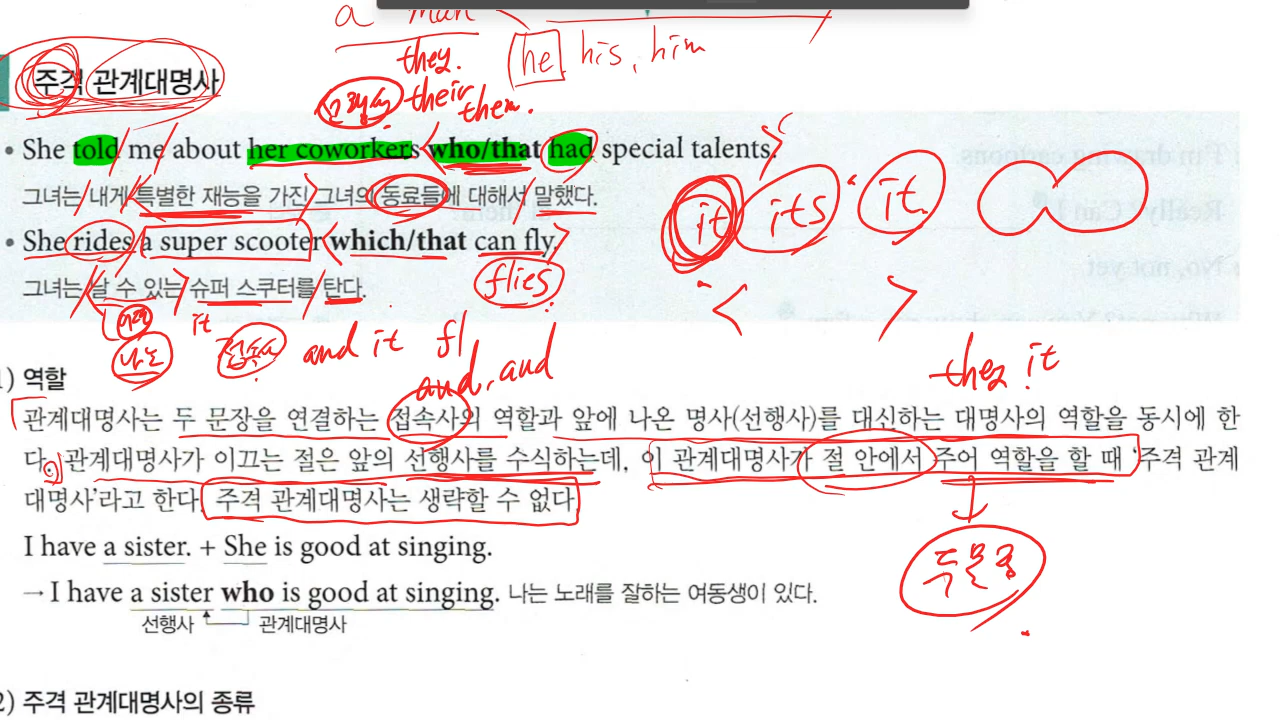 a man
he his, him
they.
their
them.
소괄호
주격 관계대명사
• She told me about her coworkers who/that had special talents.
그녀는 내게 특별한 재능을 가진 그녀의 동료들에 대해서 말했다.
it its it.
• She rides a super scooter which/that can fly.
flies
그녀는 날 수 있는 슈퍼 스쿠터를 탄다.
it
나는
접속사
and it fl
and, and
they it
1) 역할
관계대명사는 두 문장을 연결하는 접속사의 역할과 앞에 나온 명사(선행사)를 대신하는 대명사의 역할을 동시에 한
다. 관계대명사가 이끄는 절은 앞의 선행사를 수식하는데, 이 관계대명사가 절 안에서 주어 역할을 할 때 '주격 관계
대명사'라고 한다. 주격 관계대명사는 생략할 수 없다.
I have a sister. + She is good at singing.
→ I have a sister who is good at singing. 나는 노래를 잘하는 여동생이 있다.
선행사 관계대명사
2) 주격 관계대명사의 종류